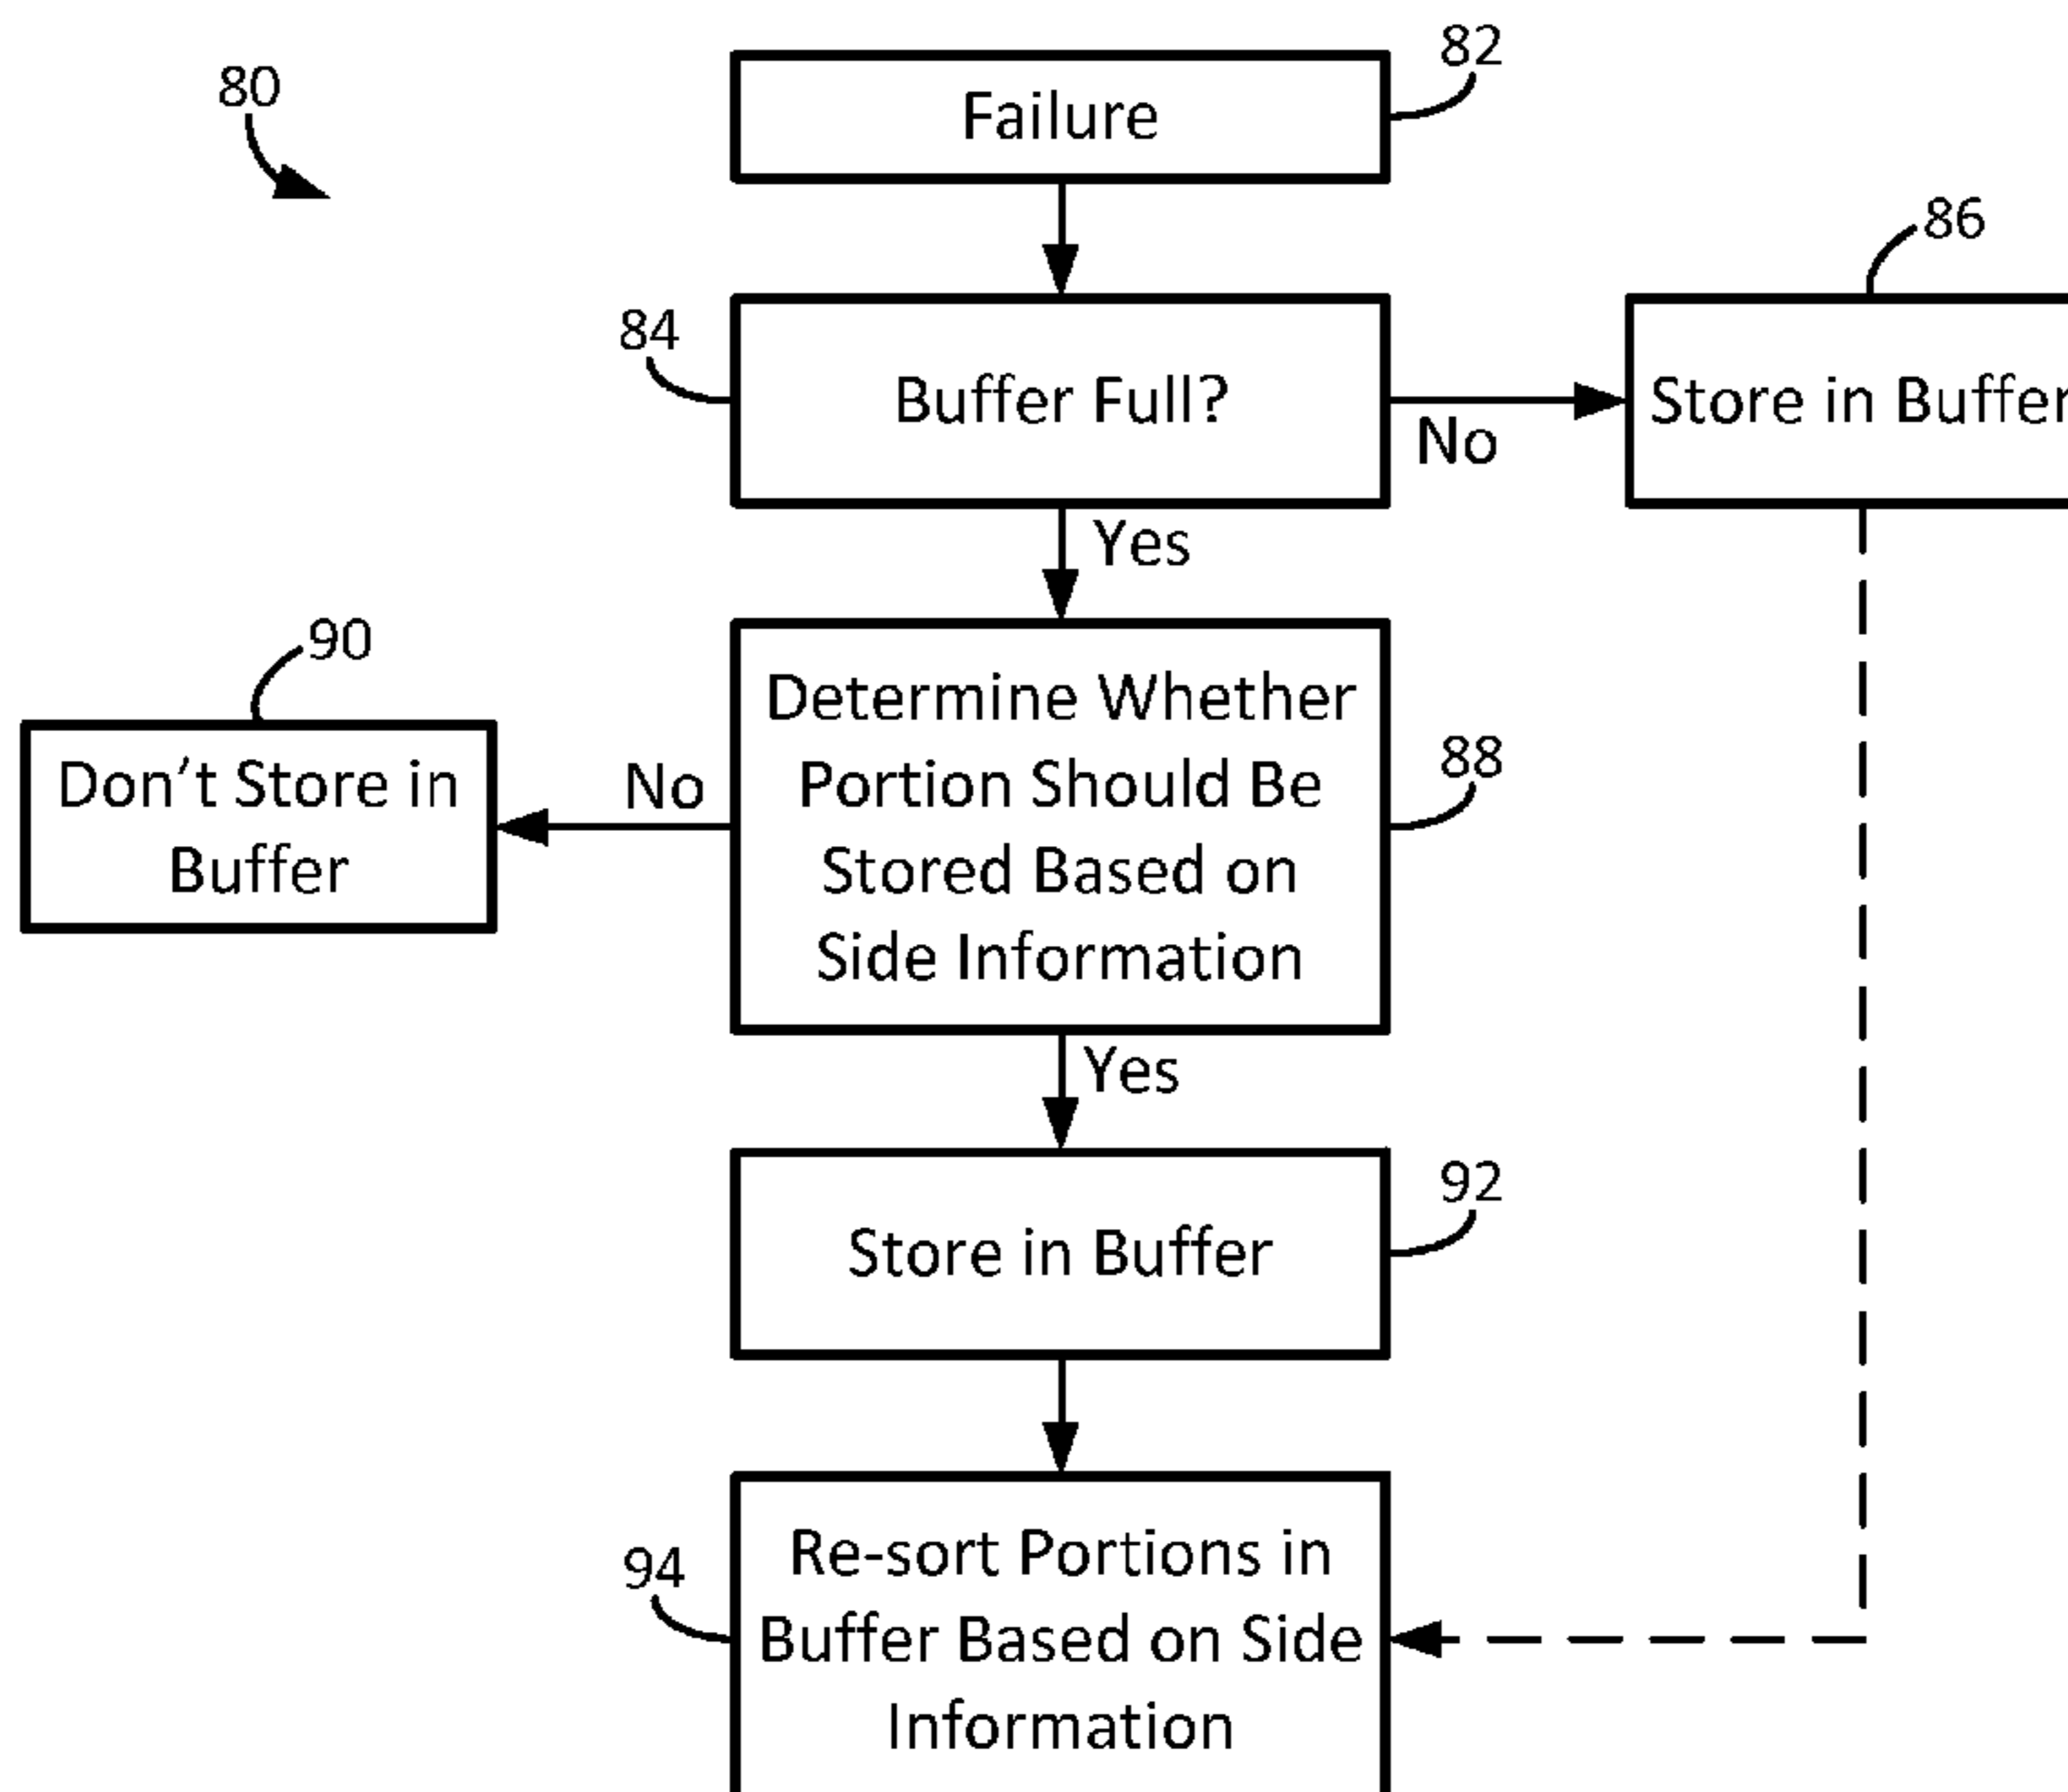 80
82
Failure
86
84
Buffer Full?
No
Store in Buffer
Yes
90
Don't Store in
Buffer
No
Determine Whether
Portion Should Be
Stored Based on
Side Information
88
Yes
92
Store in Buffer
94
Re-sort Portions in
Buffer Based on Side
Information